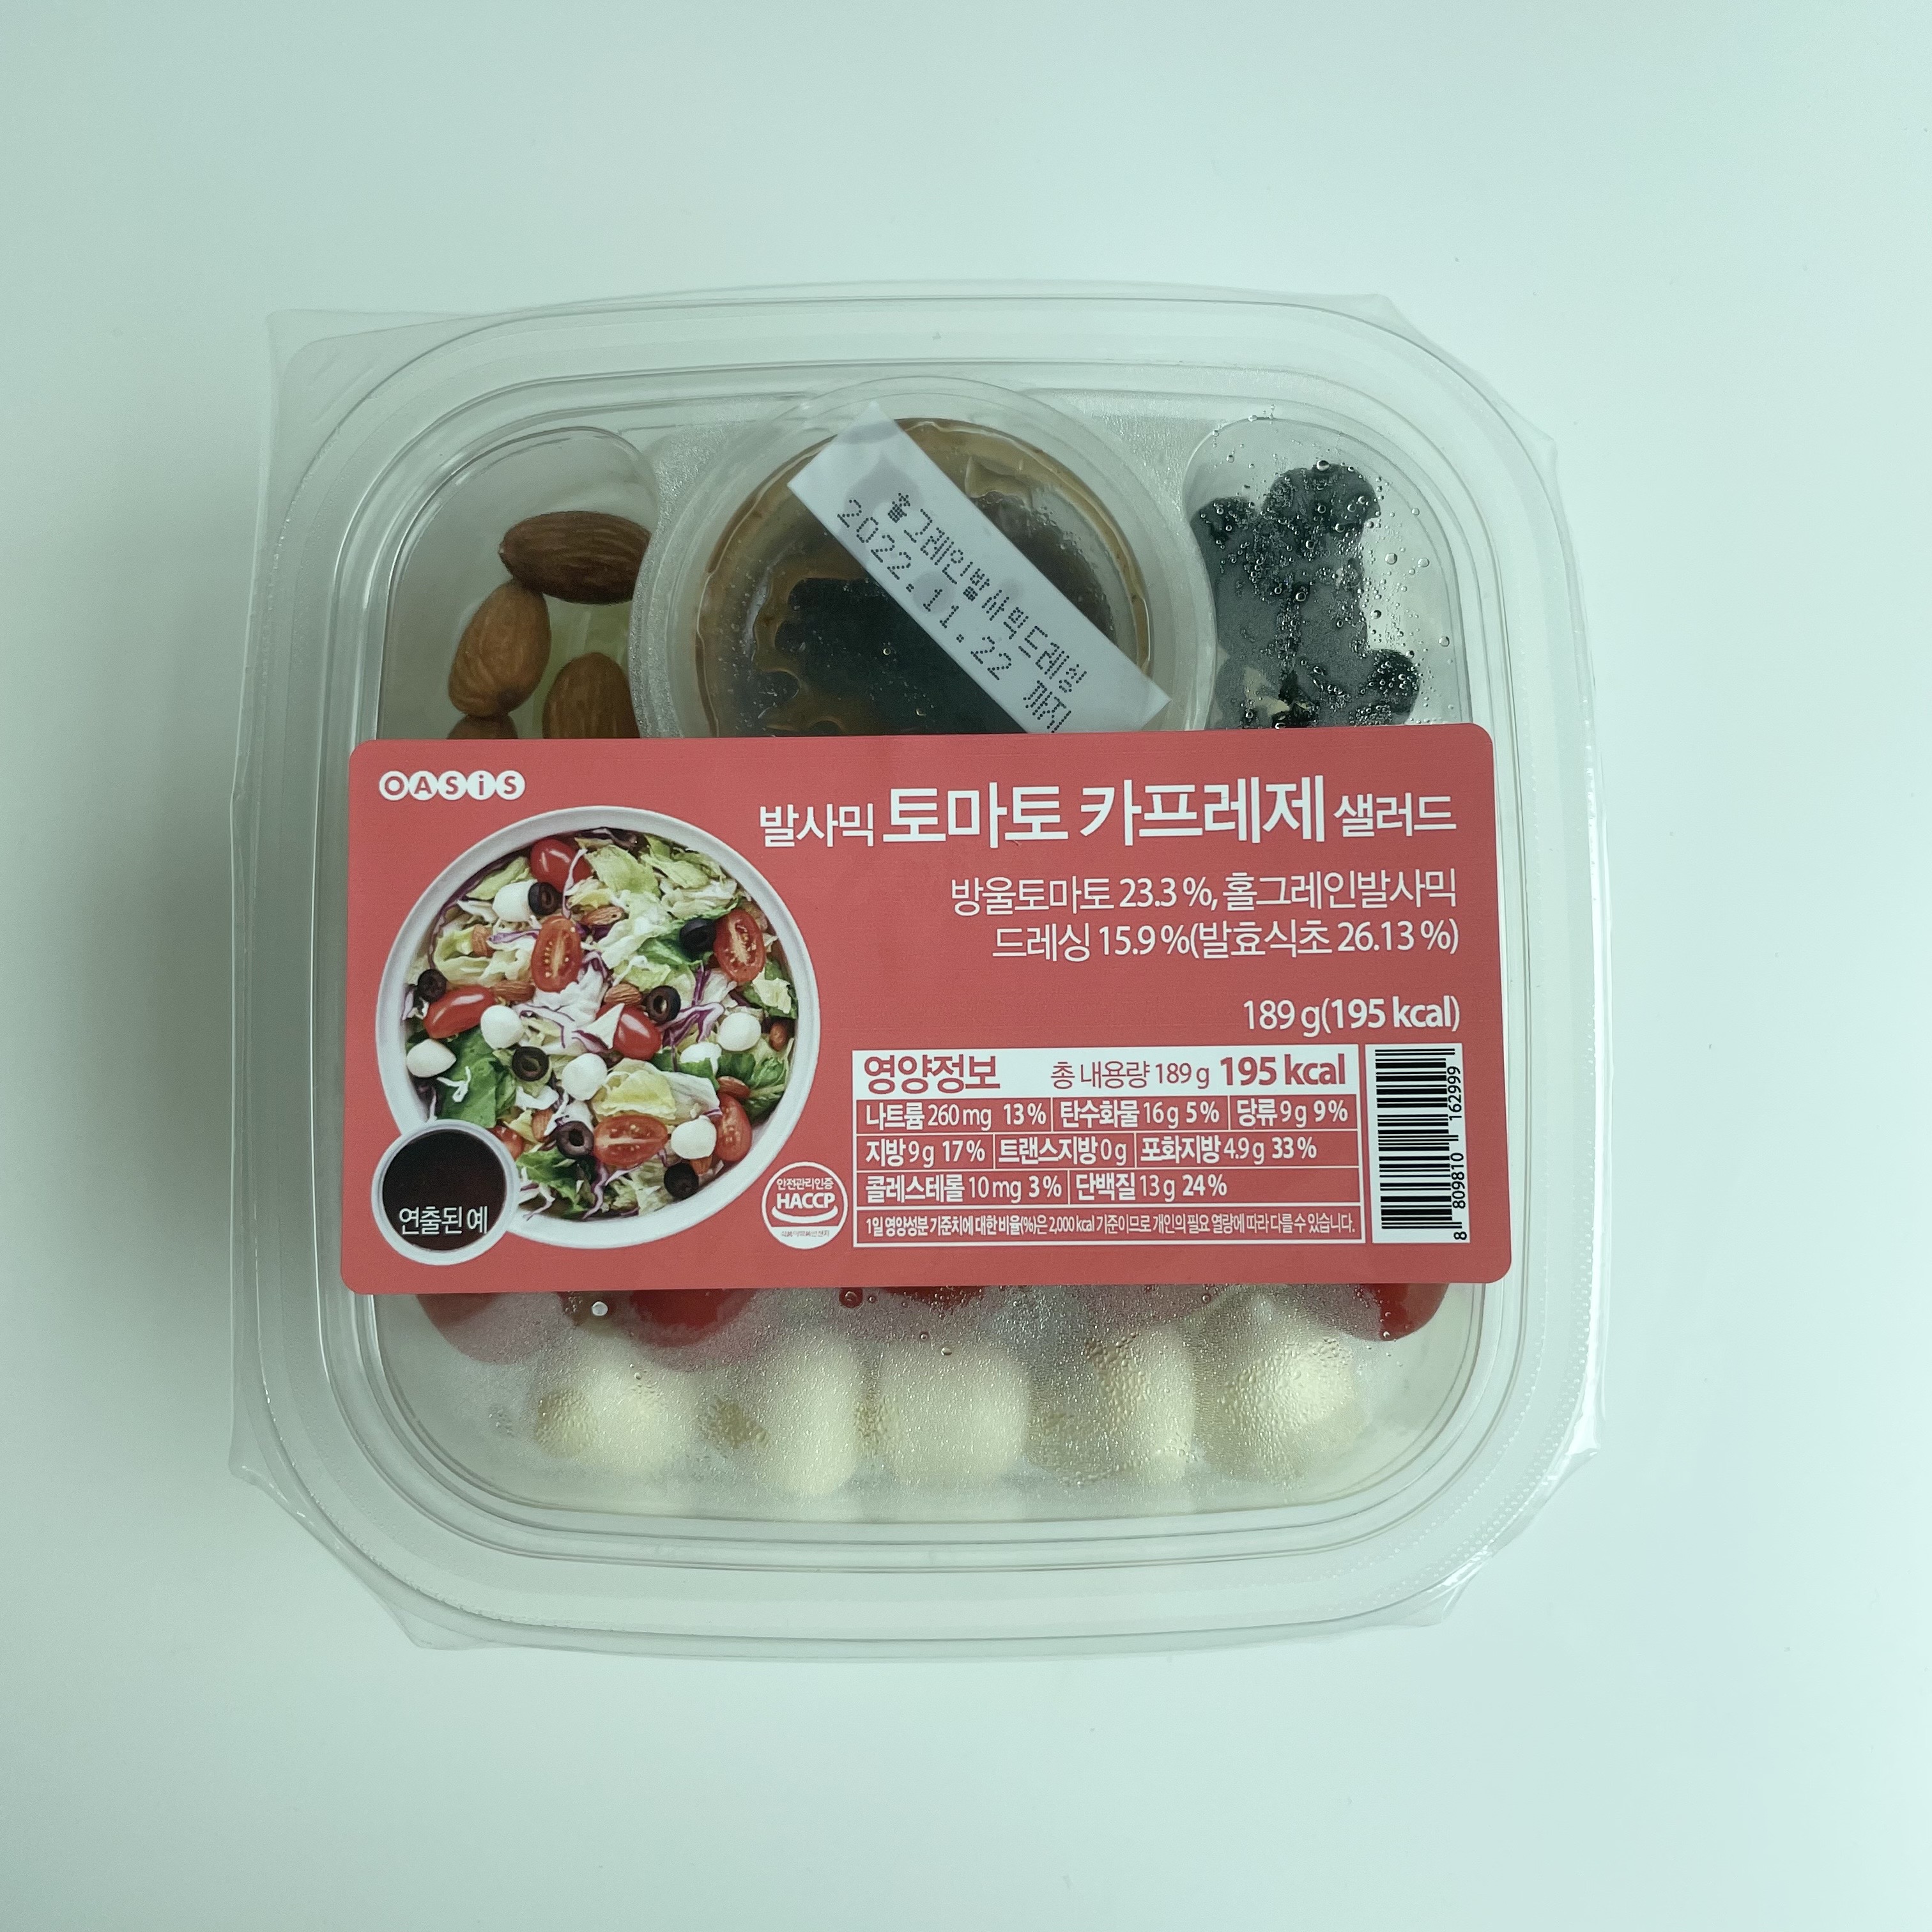 홀그레인발사믹드레싱
2022.11.22 까지
OASiS
발사믹 토마토 카프레제 샐러드
방울토마토 23.3 %, 홀그레인발사믹
드레싱 15.9 %(발효식초 26.13 %)
189 g(195 kcal)
영양정보 총 내용량 189 g 195 kcal
나트륨 260 mg 13 % 탄수화물 16 g 5 % 당류 9 g 9 %
지방 9 g 17 % 트랜스지방 0 g 포화지방 4.9 g 33 %
콜레스테롤 10 mg 3 % 단백질 13 g 24 %
1일 영양성분 기준치에 대한 비율(%)은 2,000 kcal 기준이므로 개인의 필요 열량에 따라 다를 수 있습니다.
안전관리인증
HACCP
연출된 예
8 809810 162999